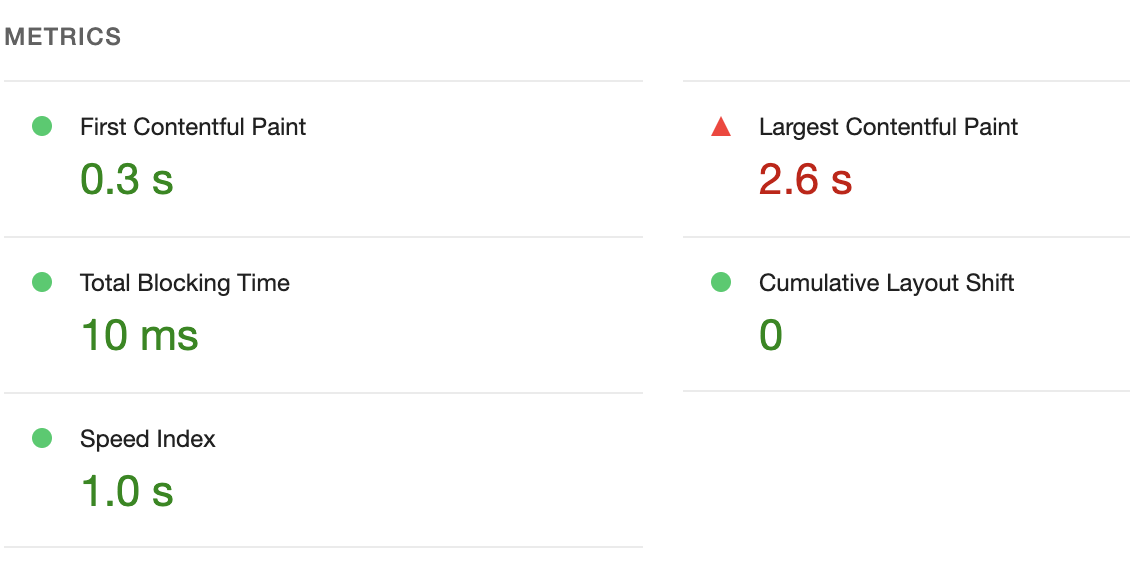 METRICS
First Contentful Paint
0.3 s
Largest Contentful Paint
2.6 s
Total Blocking Time
10 ms
Cumulative Layout Shift
0
Speed Index
1.0 s